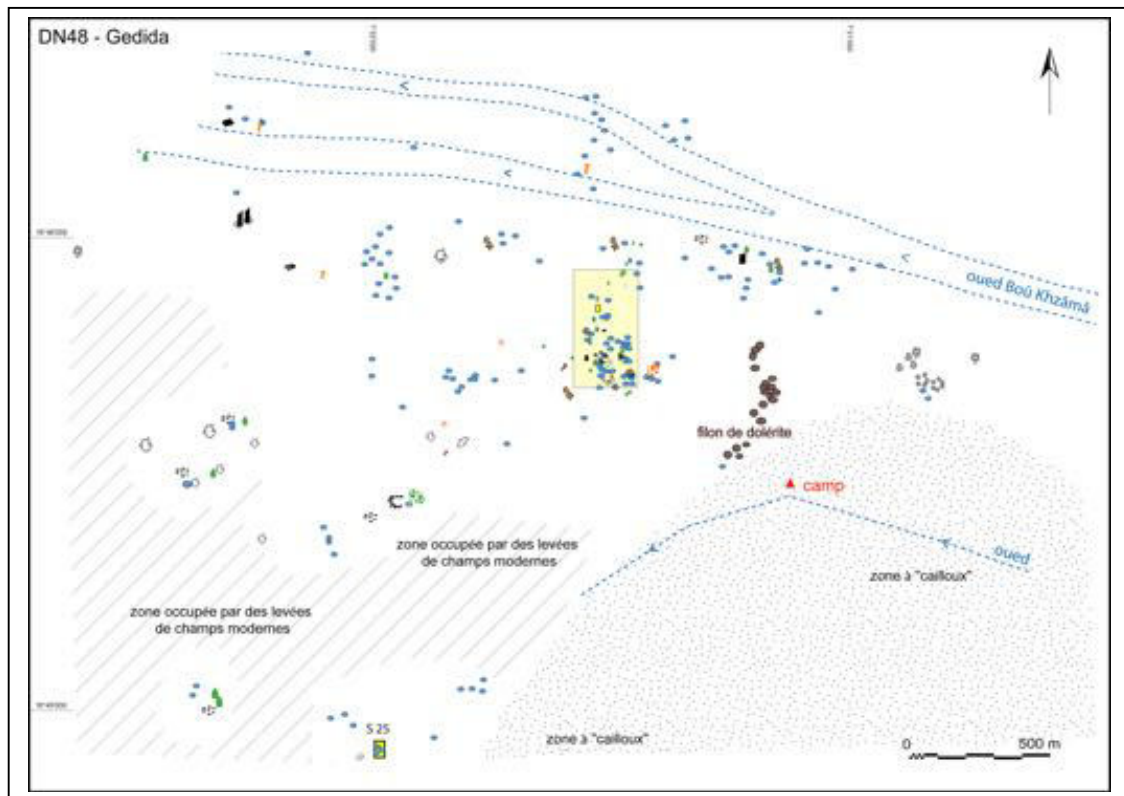 DN48 - Gedida
oued Boû Khzâmâ
filon de dolérite
camp
oued
zone à "cailloux"
zone occupée par des levées
de champs modernes
zone occupée par des levées
de champs modernes
S 25
zone à "cailloux"
0 500 m